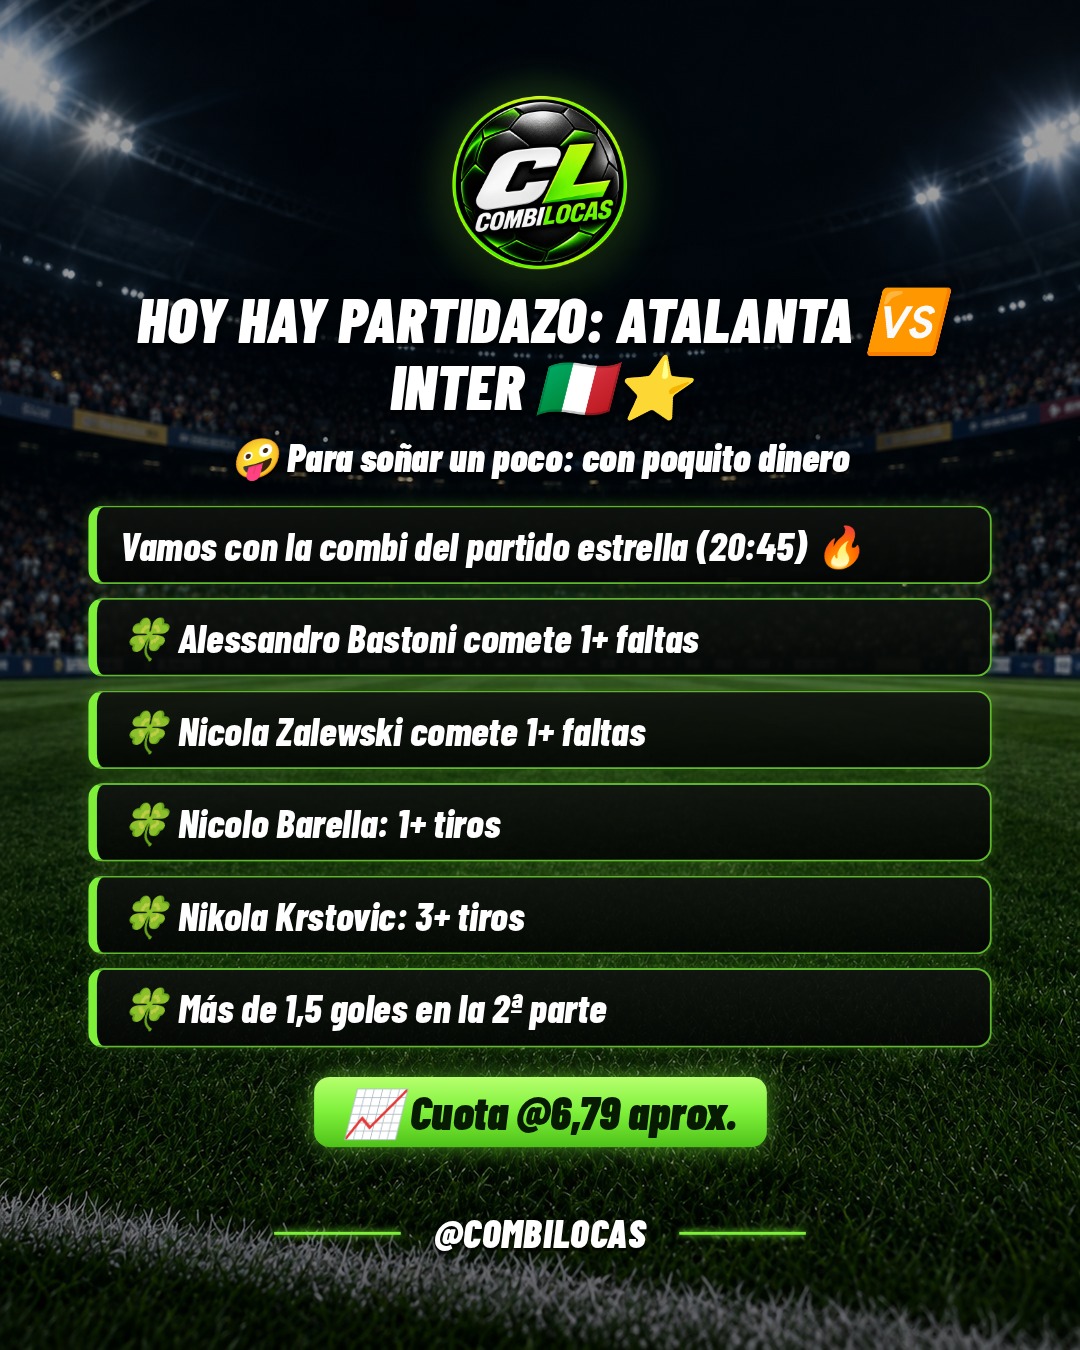 CL
COMBILOCAS
HOY HAY PARTIDAZO: ATALANTA VS
INTER 🇮🇹⭐
🤪 Para soñar un poco: con poquito dinero
Vamos con la combi del partido estrella (20:45) 🔥
🍀 Alessandro Bastoni comete 1+ faltas
🍀 Nicola Zalewski comete 1+ faltas
🍀 Nicolo Barella: 1+ tiros
🍀 Nikola Krstovic: 3+ tiros
🍀 Más de 1,5 goles en la 2ª parte
📈 Cuota @6,79 aprox.
@COMBILOCAS